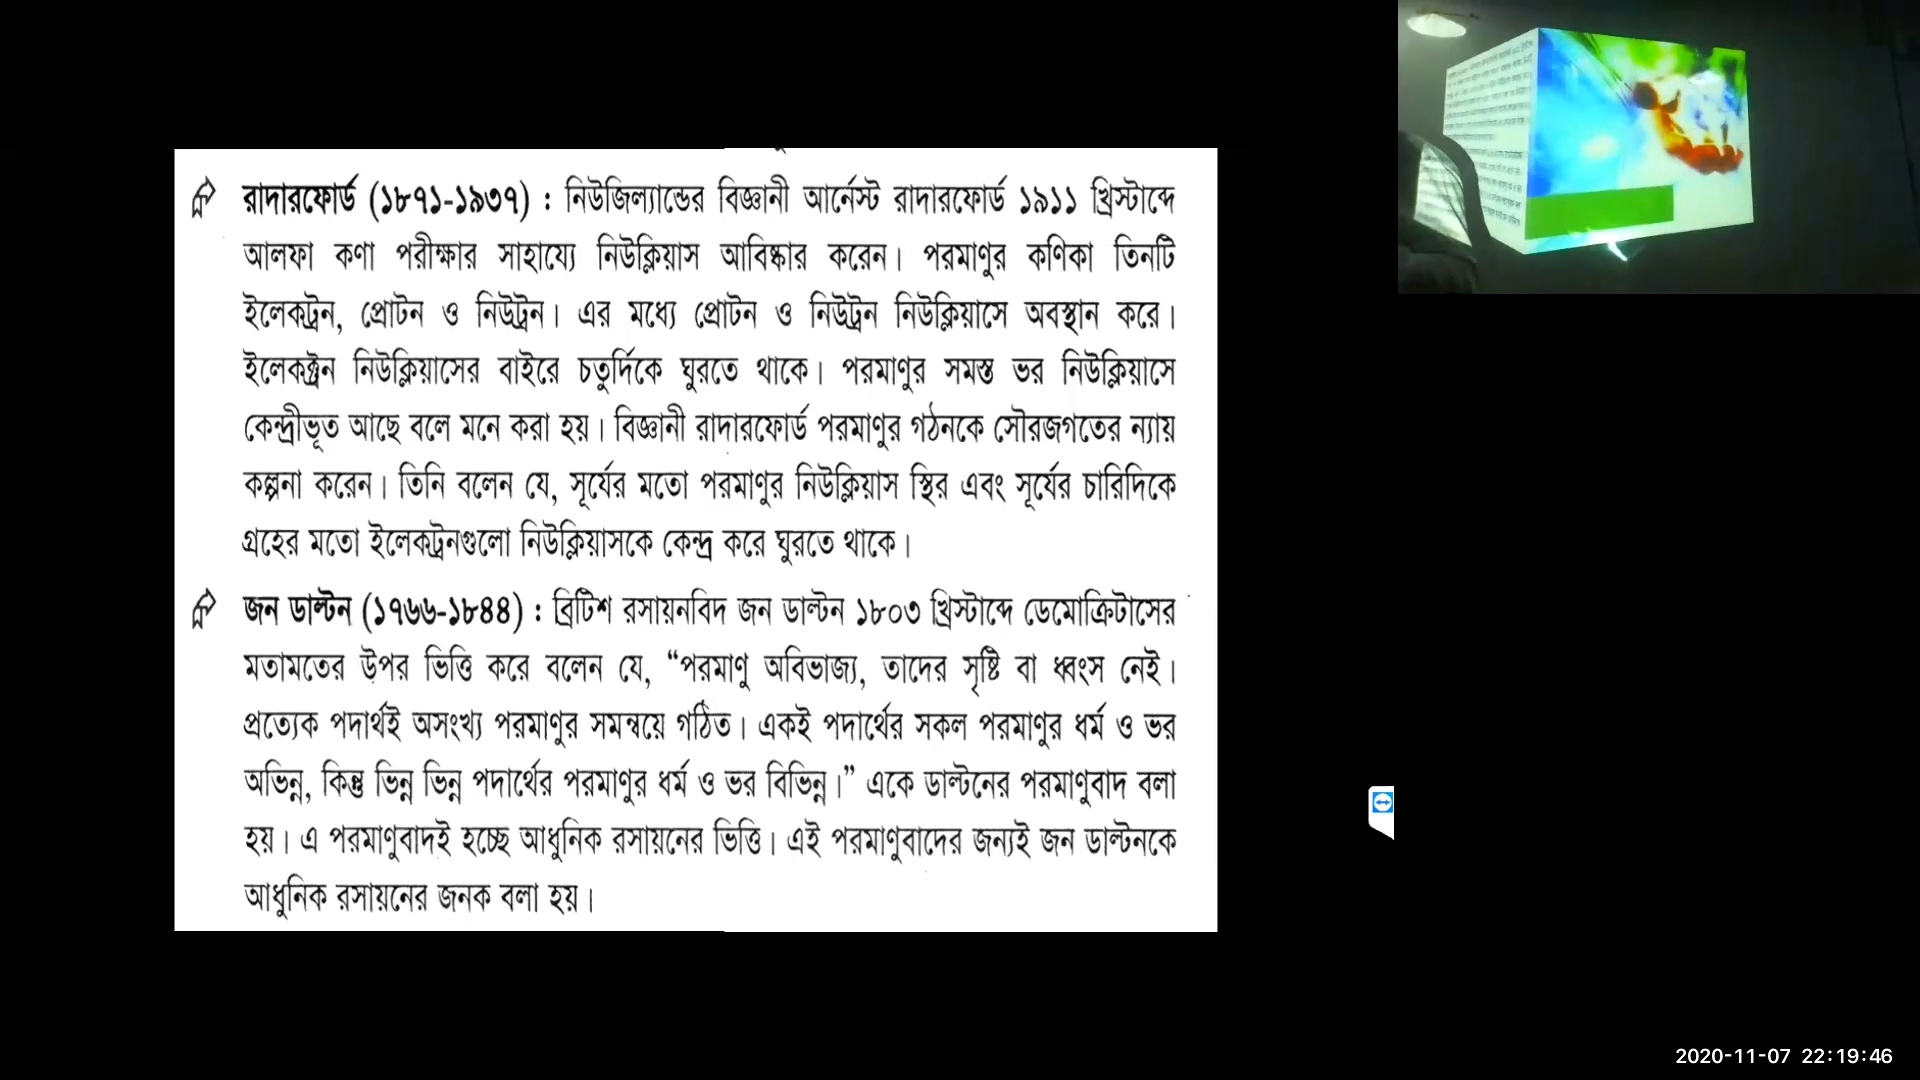 রাদারফোর্ড (১৮৭১-১৯৩৭) : নিউজিল্যান্ডের বিজ্ঞানী আর্নেস্ট রাদারফোর্ড ১৯১১ খ্রিস্টাব্দে
আলফা কণা পরীক্ষার সাহায্যে নিউক্লিয়াস আবিষ্কার করেন। পরমাণুর কণিকা তিনটি
ইলেকট্রন, প্রোটন ও নিউট্রন। এর মধ্যে প্রোটন ও নিউট্রন নিউক্লিয়াসে অবস্থান করে।
ইলেকক্ট্রন নিউক্লিয়াসের বাইরে চতুর্দিকে ঘুরতে থাকে। পরমাণুর সমস্ত ভর নিউক্লিয়াসে
কেন্দ্রীভূত আছে বলে মনে করা হয়। বিজ্ঞানী রাদারফোর্ড পরমাণুর গঠনকে সৌরজগতের ন্যায়
কল্পনা করেন। তিনি বলেন যে, সূর্যের মতো পরমাণুর নিউক্লিয়াস স্থির এবং সূর্যের চারিদিকে
গ্রহের মতো ইলেকট্রনগুলো নিউক্লিয়াসকে কেন্দ্র করে ঘুরতে থাকে।
জন ডাল্টন (১৭৬৬-১৮৪৪) : ব্রিটিশ রসায়নবিদ জন ডাল্টন ১৮০৩ খ্রিস্টাব্দে ডেমোক্রিটাসের
মতামতের উপর ভিত্তি করে বলেন যে, “পরমাণু অবিভাজ্য, তাদের সৃষ্টি বা ধ্বংস নেই।
প্রত্যেক পদার্থই অসংখ্য পরমাণুর সমন্বয়ে গঠিত। একই পদার্থের সকল পরমাণুর ধর্ম ও ভর
অভিন্ন, কিন্তু ভিন্ন ভিন্ন পদার্থের পরমাণুর ধর্ম ও ভর বিভিন্ন।” একে ডাল্টনের পরমাণুবাদ বলা
হয়। এ পরমাণুবাদই হচ্ছে আধুনিক রসায়নের ভিত্তি। এই পরমাণুবাদের জন্যই জন ডাল্টনকে
আধুনিক রসায়নের জনক বলা হয়।
2020-11-07 22:19:46